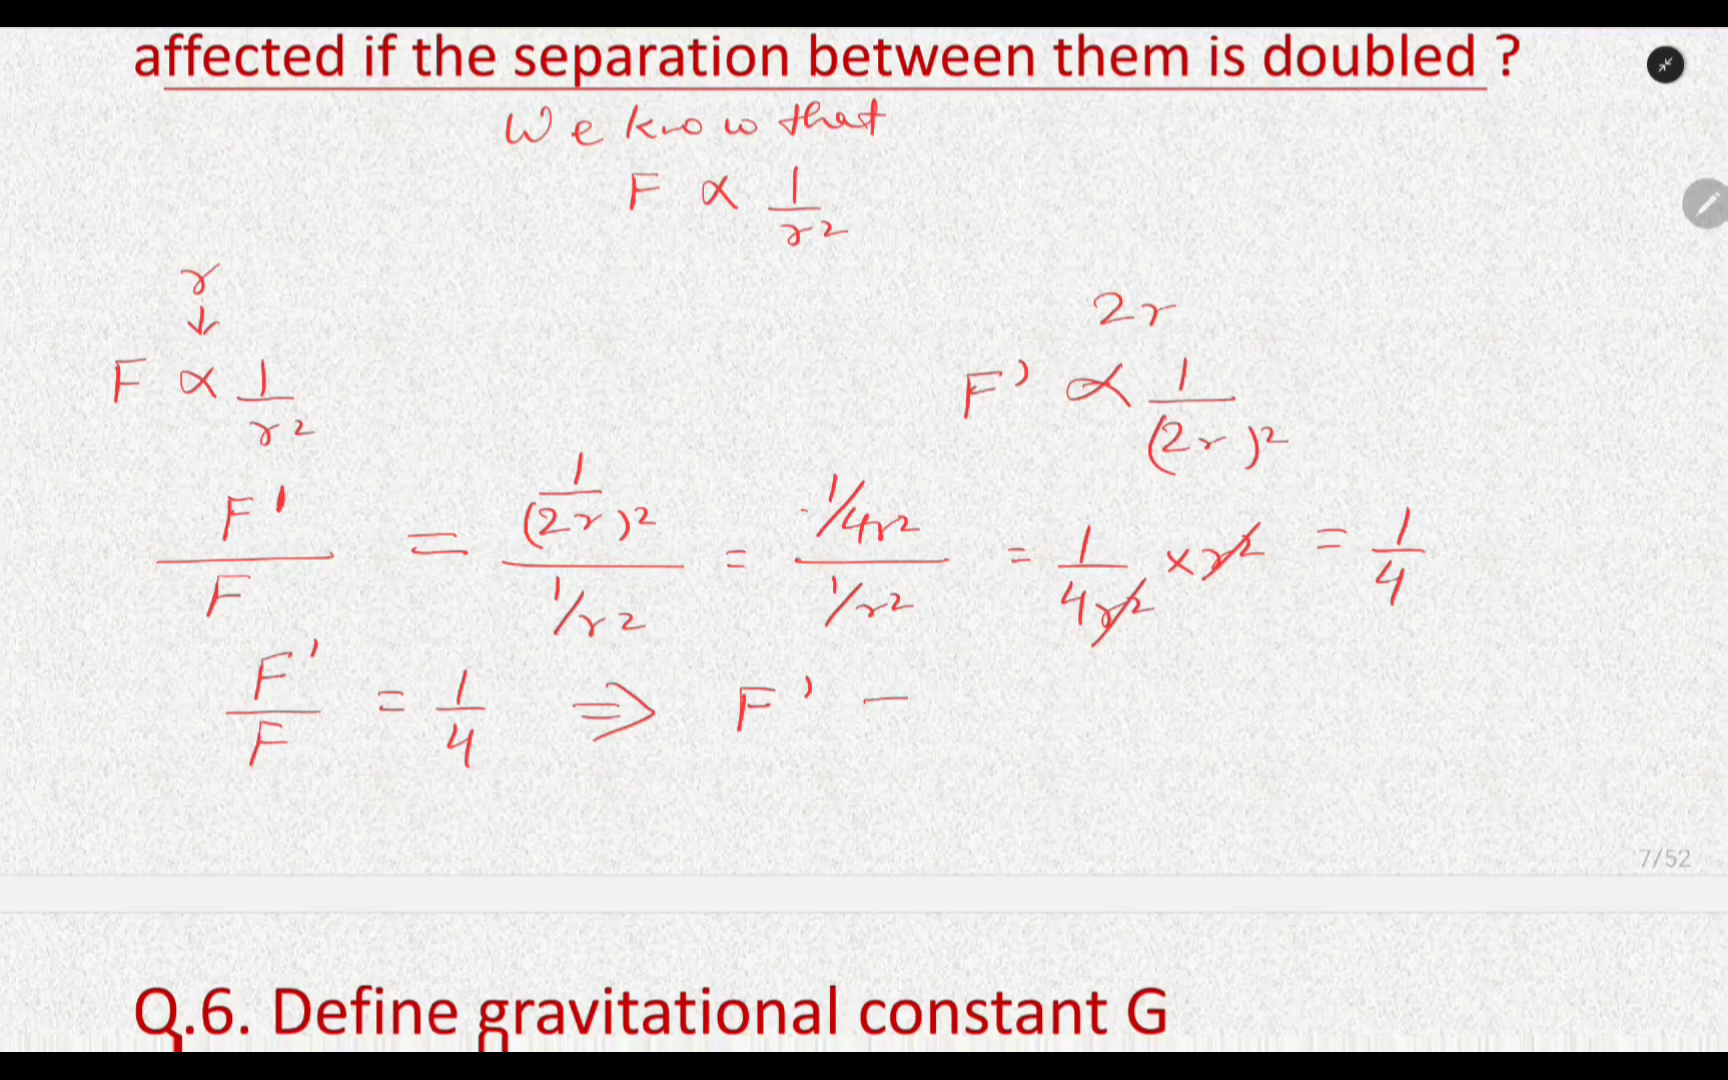 affected if the separation between them is doubled ?
We know that
F ∝ 1/r²
r
↓
2r
F ∝ 1/r²
F' ∝ 1/(2r)²
F'/F = (1/(2r)²)/(1/r²) = (1/4r²)/(1/r²) = 1/4r² × r² = 1/4
F'/F = 1/4 ⇒ F' –
7/52
Q.6. Define gravitational constant G